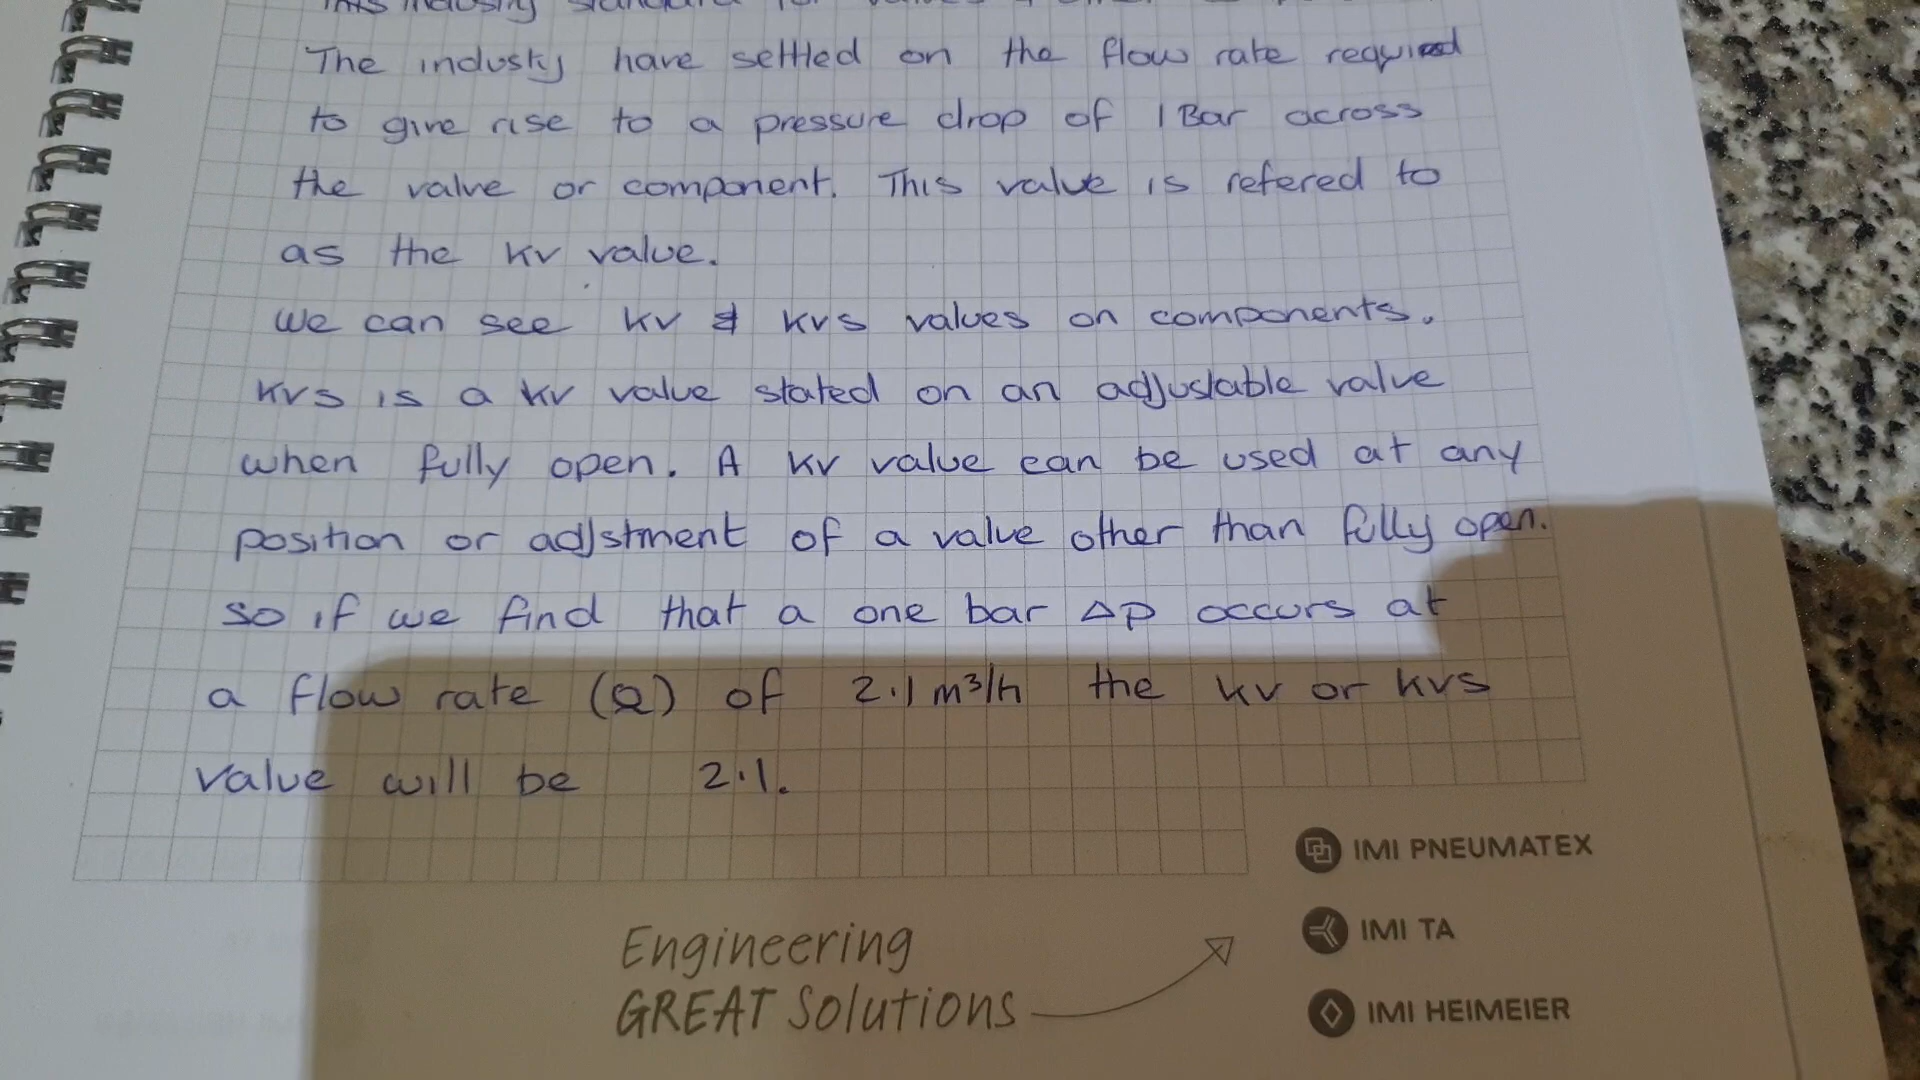 This industry standard for valves
The industry have settled on the flow rate required
to give rise to a pressure drop of 1 Bar across
the valve or component. This value is refered to
as the kv value.
we can see kv & kvs values on components.
kvs is a kv value stated on an adjustable valve
when fully open. A kv value can be used at any
position or adjstment of a valve other than fully open.
so if we find that a one bar ΔP occurs at
a flow rate (Q) of 2.1 m³/h the kv or kvs
value will be 2.1.
IMI PNEUMATEX
IMI TA
IMI HEIMEIER
Engineering
GREAT Solutions